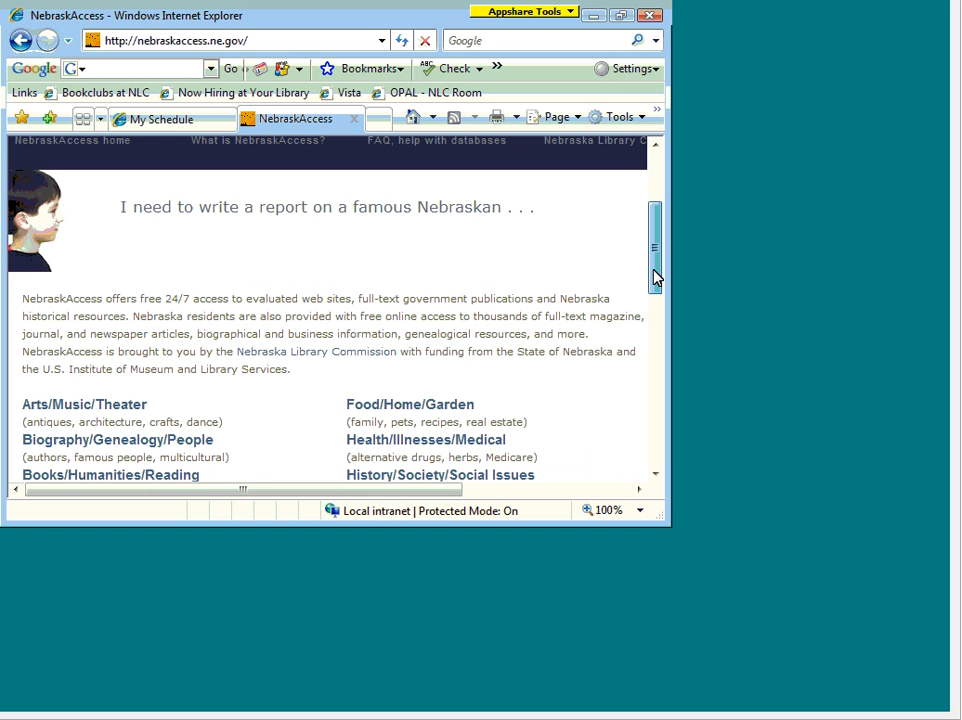 NebraskAccess - Windows Internet Explorer
Appshare Tools
http://nebraskaccess.ne.gov/
Google
Google G Go Bookmarks ABC Check » Settings
Links Bookclubs at NLC Now Hiring at Your Library Vista OPAL - NLC Room
My Schedule NebraskAccess Page Tools »
NebraskAccess home What is NebraskAccess? FAQ, help with databases Nebraska Library C
I need to write a report on a famous Nebraskan . . .
NebraskAccess offers free 24/7 access to evaluated web sites, full-text government publications and Nebraska
historical resources. Nebraska residents are also provided with free online access to thousands of full-text magazine,
journal, and newspaper articles, biographical and business information, genealogical resources, and more.
NebraskAccess is brought to you by the Nebraska Library Commission with funding from the State of Nebraska and
the U.S. Institute of Museum and Library Services.
Arts/Music/Theater
(antiques, architecture, crafts, dance)
Biography/Genealogy/People
(authors, famous people, multicultural)
Books/Humanities/Reading
Food/Home/Garden
(family, pets, recipes, real estate)
Health/Illnesses/Medical
(alternative drugs, herbs, Medicare)
History/Society/Social Issues
Local intranet | Protected Mode: On
100%